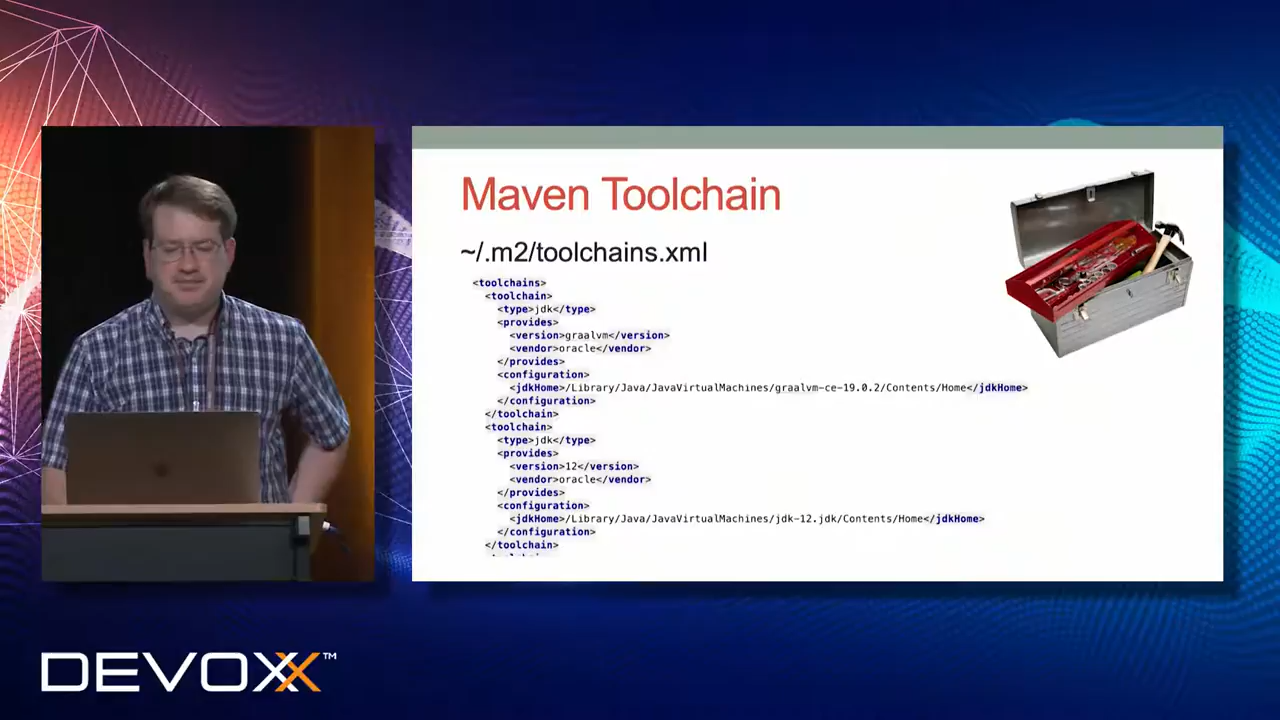 Maven Toolchain
~/.m2/toolchains.xml
<toolchains>
<toolchain>
<type>jdk</type>
<provides>
<version>graalvm</version>
<vendor>oracle</vendor>
</provides>
<configuration>
<jdkHome>/Library/Java/JavaVirtualMachines/graalvm-ce-19.0.2/Contents/Home</jdkHome>
</configuration>
</toolchain>
<toolchain>
<type>jdk</type>
<provides>
<version>12</version>
<vendor>oracle</vendor>
</provides>
<configuration>
<jdkHome>/Library/Java/JavaVirtualMachines/jdk-12.jdk/Contents/Home</jdkHome>
</configuration>
</toolchain>
DEVOXX™